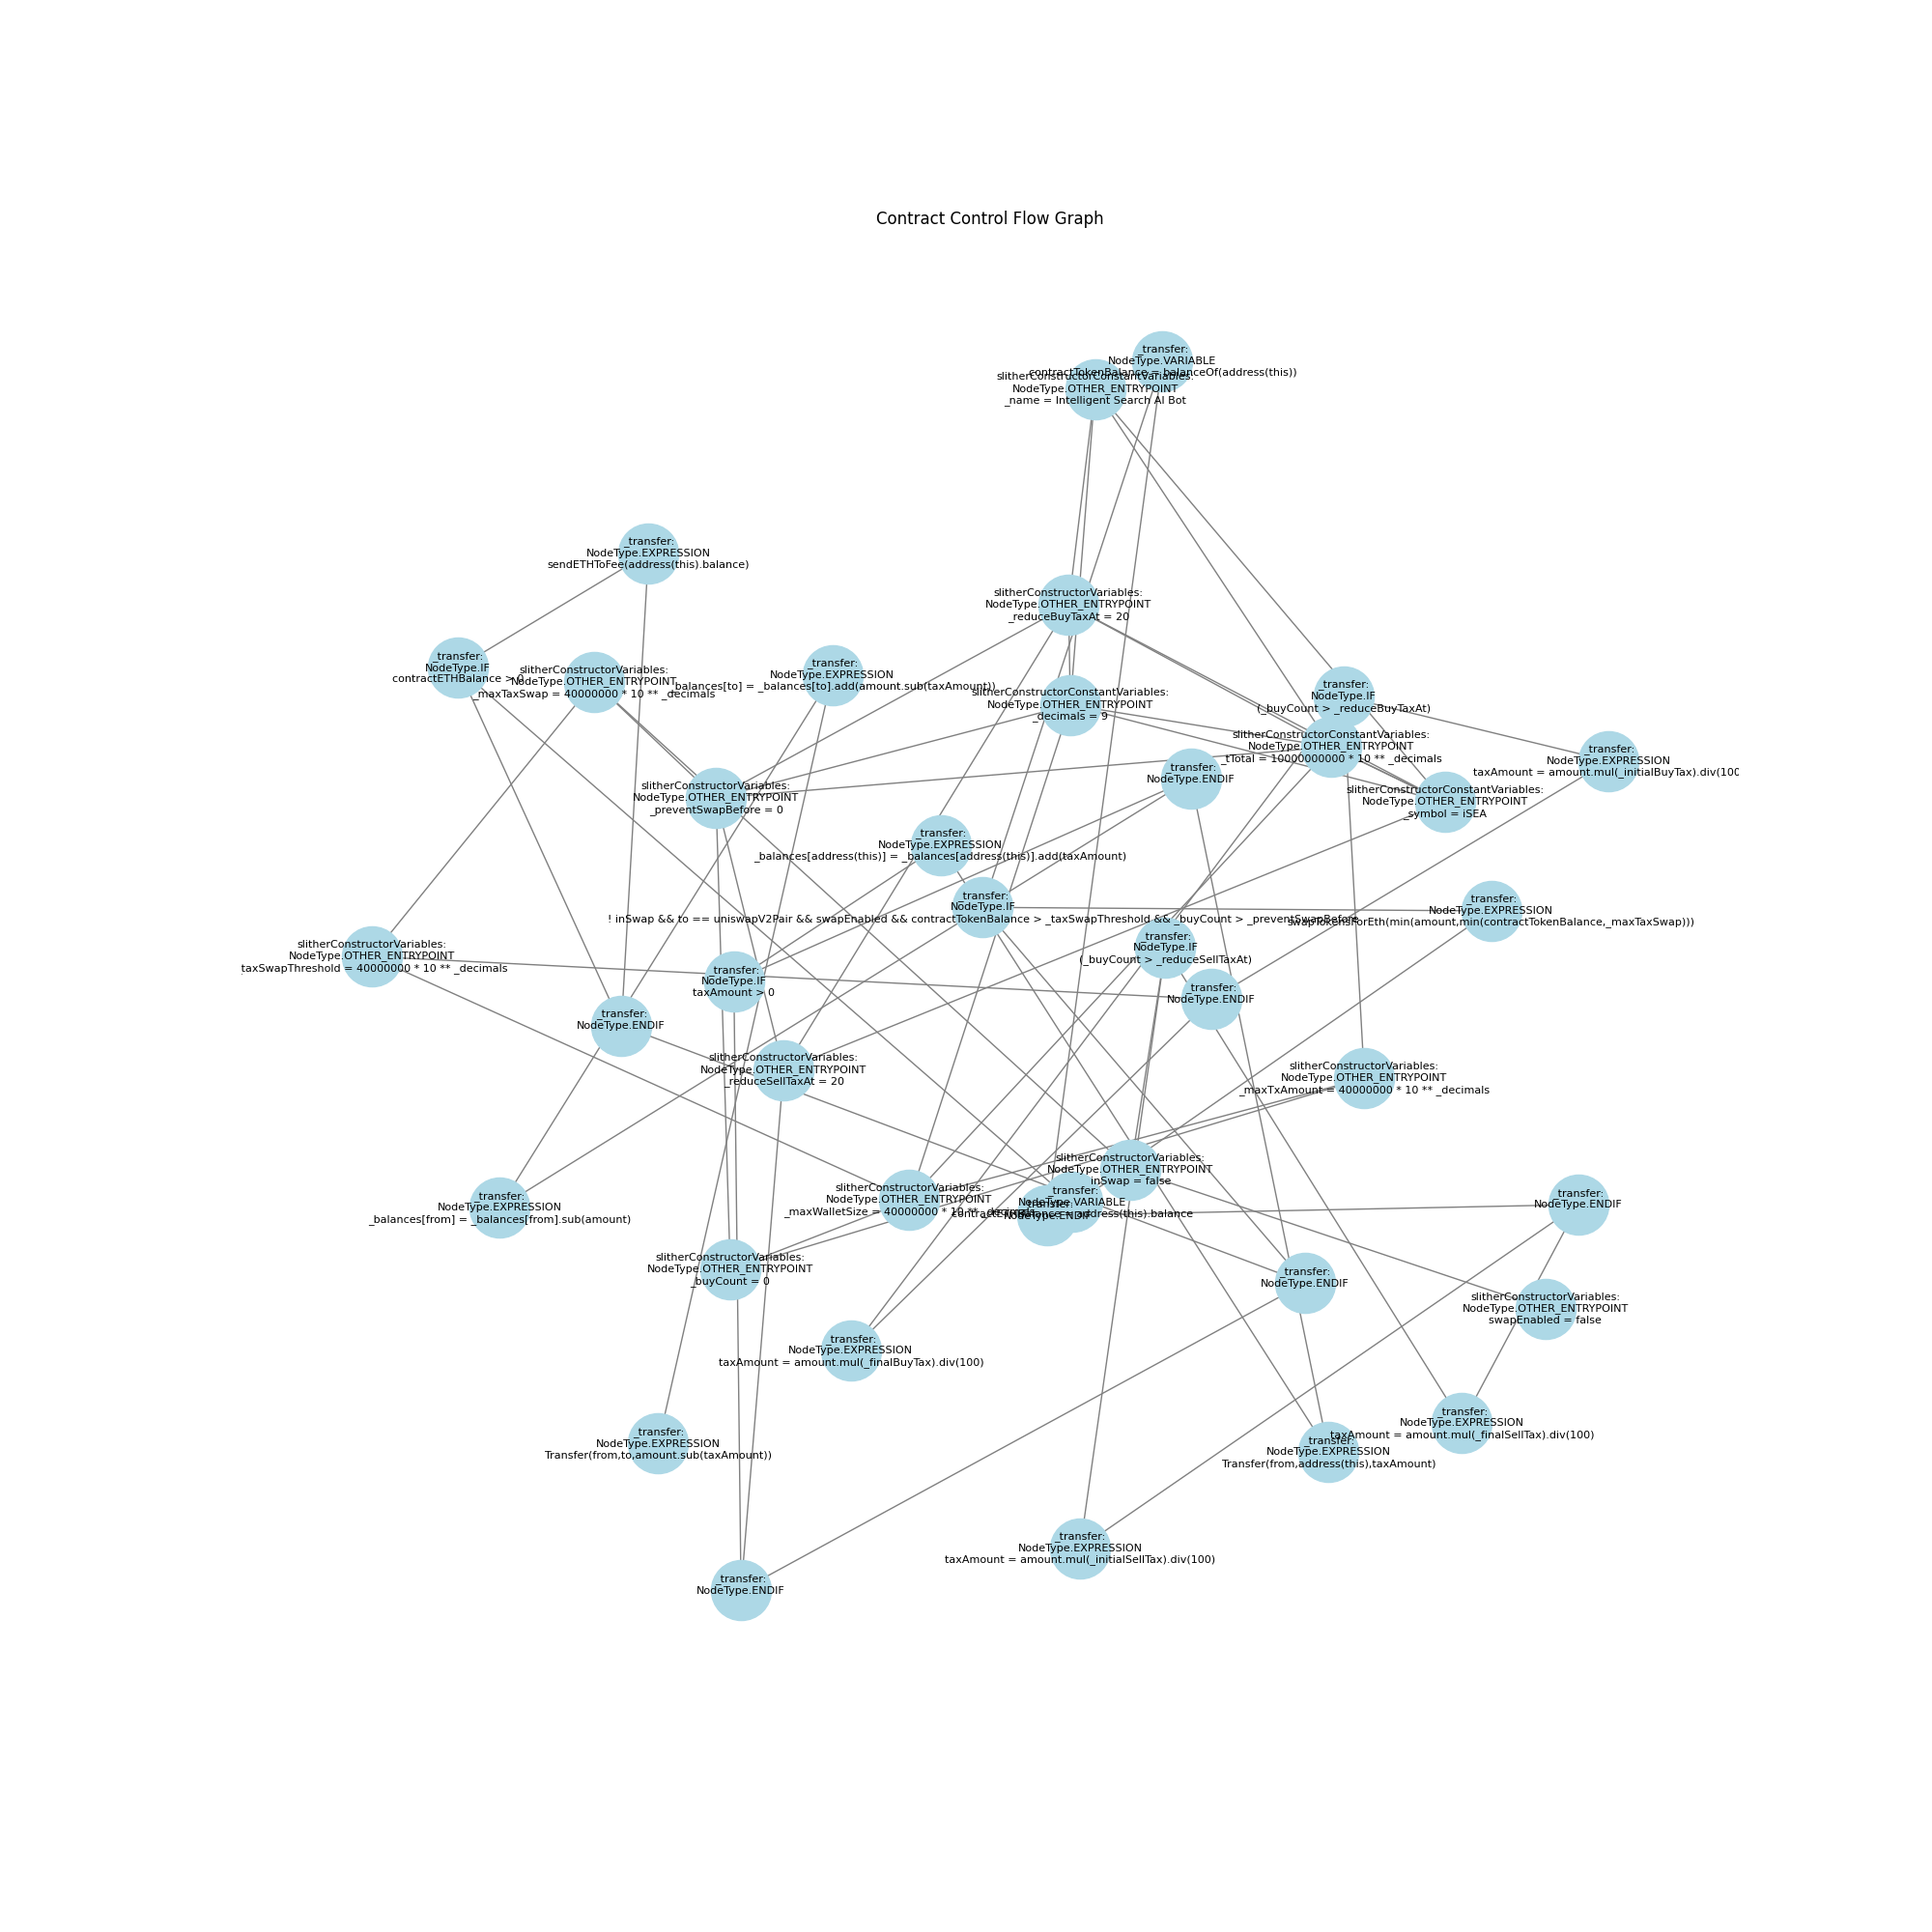 Contract Control Flow Graph
_transfer:
NodeType.VARIABLE
contractTokenBalance = balanceOf(address(this))
slitherConstructorConstantVariables:
NodeType.OTHER_ENTRYPOINT
_name = Intelligent Search AI Bot
_transfer:
NodeType.EXPRESSION
sendETHToFee(address(this).balance)
slitherConstructorVariables:
NodeType.OTHER_ENTRYPOINT
_reduceBuyTaxAt = 20
_transfer:
NodeType.IF
contractETHBalance > 0
slitherConstructorVariables:
NodeType.OTHER_ENTRYPOINT
_maxTaxSwap = 40000000 * 10 ** _decimals
_transfer:
NodeType.EXPRESSION
_balances[to] = _balances[to].add(amount.sub(taxAmount))
slitherConstructorConstantVariables:
NodeType.OTHER_ENTRYPOINT
_decimals = 9
_transfer:
NodeType.IF
(_buyCount > _reduceBuyTaxAt)
slitherConstructorConstantVariables:
NodeType.OTHER_ENTRYPOINT
_tTotal = 10000000000 * 10 ** _decimals
_transfer:
NodeType.EXPRESSION
taxAmount = amount.mul(_initialBuyTax).div(100
_transfer:
NodeType.ENDIF
slitherConstructorVariables:
NodeType.OTHER_ENTRYPOINT
_preventSwapBefore = 0
slitherConstructorConstantVariables:
NodeType.OTHER_ENTRYPOINT
_symbol = iSEA
_transfer:
NodeType.EXPRESSION
_balances[address(this)] = _balances[address(this)].add(taxAmount)
_transfer:
NodeType.IF
! inSwap && to == uniswapV2Pair && swapEnabled && contractTokenBalance > _taxSwapThreshold && _buyCount > _preventSwapBefore
_transfer:
NodeType.EXPRESSION
swapTokensForEth(min(amount,min(contractTokenBalance,_maxTaxSwap)))
_transfer:
NodeType.IF
(_buyCount > _reduceSellTaxAt)
slitherConstructorVariables:
NodeType.OTHER_ENTRYPOINT
taxSwapThreshold = 40000000 * 10 ** _decimals
_transfer:
NodeType.IF
taxAmount > 0
_transfer:
NodeType.ENDIF
_transfer:
NodeType.ENDIF
slitherConstructorVariables:
NodeType.OTHER_ENTRYPOINT
_reduceSellTaxAt = 20
slitherConstructorVariables:
NodeType.OTHER_ENTRYPOINT
_maxTxAmount = 40000000 * 10 ** _decimals
slitherConstructorVariables:
NodeType.OTHER_ENTRYPOINT
inSwap = false
_transfer:
NodeType.EXPRESSION
_balances[from] = _balances[from].sub(amount)
slitherConstructorVariables:
NodeType.OTHER_ENTRYPOINT
_maxWalletSize = 40000000 * 10 ** _decimals
_transfer:
NodeType.VARIABLE
contractETHBalance = address(this).balance
_transfer:
NodeType.ENDIF
_transfer:
NodeType.ENDIF
slitherConstructorVariables:
NodeType.OTHER_ENTRYPOINT
_buyCount = 0
_transfer:
NodeType.ENDIF
slitherConstructorVariables:
NodeType.OTHER_ENTRYPOINT
swapEnabled = false
_transfer:
NodeType.EXPRESSION
taxAmount = amount.mul(_finalBuyTax).div(100)
_transfer:
NodeType.EXPRESSION
taxAmount = amount.mul(_finalSellTax).div(100)
_transfer:
NodeType.EXPRESSION
Transfer(from,to,amount.sub(taxAmount))
_transfer:
NodeType.EXPRESSION
Transfer(from,address(this),taxAmount)
_transfer:
NodeType.EXPRESSION
taxAmount = amount.mul(_initialSellTax).div(100)
_transfer:
NodeType.ENDIF